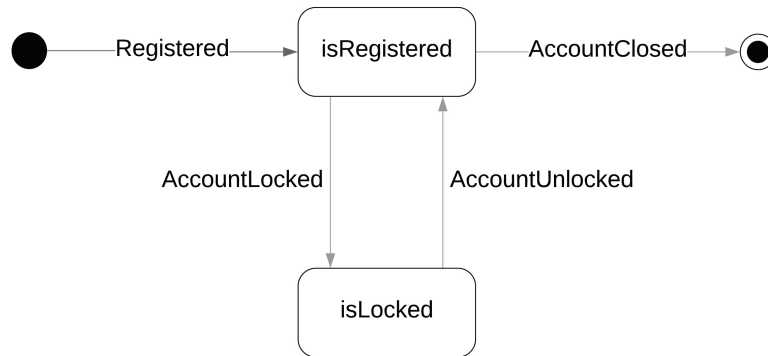 Registered
isRegistered
AccountClosed
AccountLocked
AccountUnlocked
isLocked